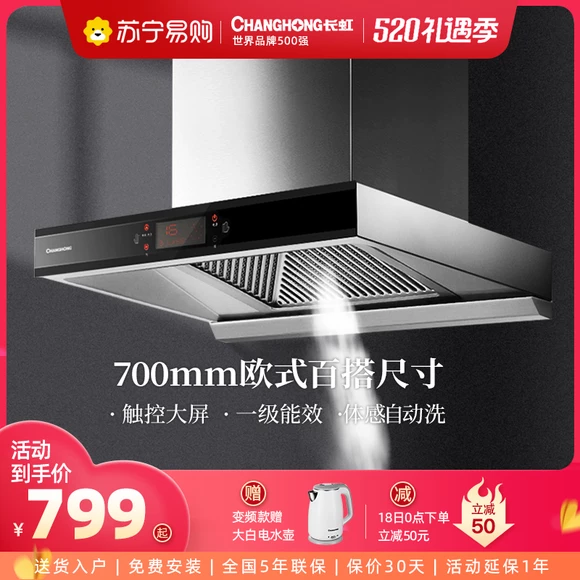 苏宁易购
CHANGHONG长虹
世界品牌500强
520礼遇季
CHANGHONG
700mm欧式百搭尺寸
·触控大屏 ·一级能效 ·体感自动洗
活动
到手价
¥799起
赠
变频款赠
大白电水壶
减
18日0点下单
立减50元
立减
50
送货入户 | 免费安装 | 全国5年联保 | 保价30天 | 活动延保1年